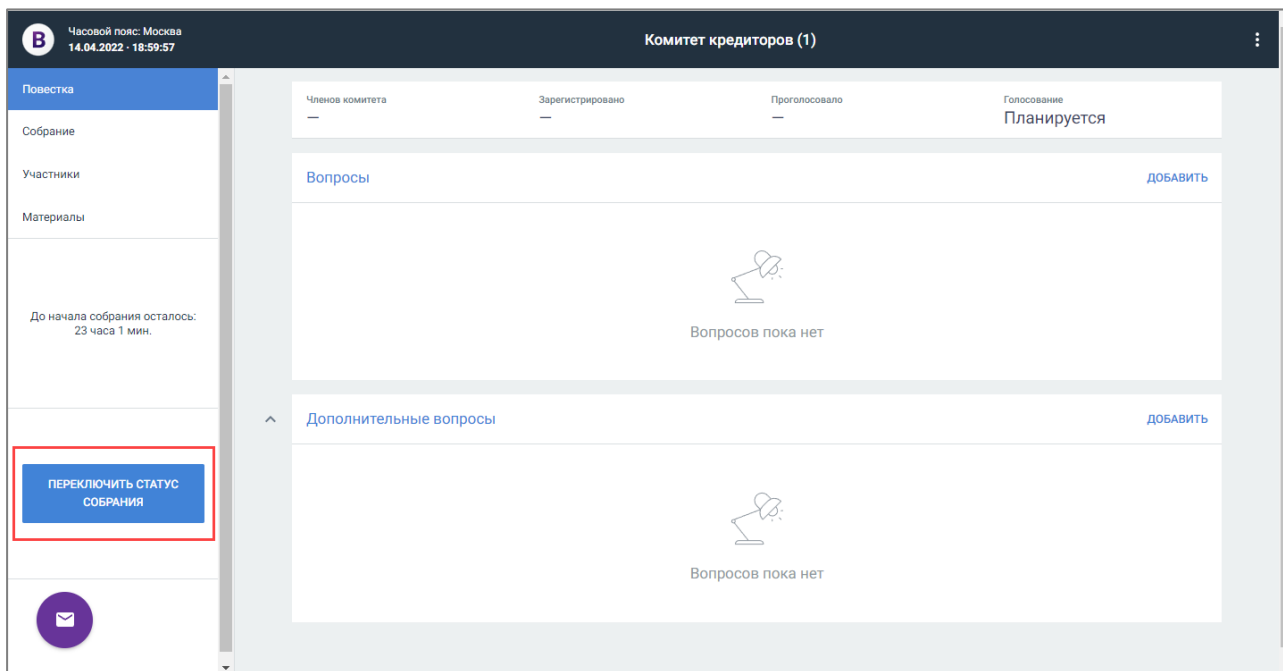 B
Часовой пояс: Москва
14.04.2022 · 18:59:57
Комитет кредиторов (1)
Повестка
Собрание
Участники
Материалы
До начала собрания осталось:
23 часа 1 мин.
ПЕРЕКЛЮЧИТЬ СТАТУС
СОБРАНИЯ
Членов комитета
—
Зарегистрировано
—
Проголосовало
—
Голосование
Планируется
Вопросы
ДОБАВИТЬ
Вопросов пока нет
Дополнительные вопросы
ДОБАВИТЬ
Вопросов пока нет